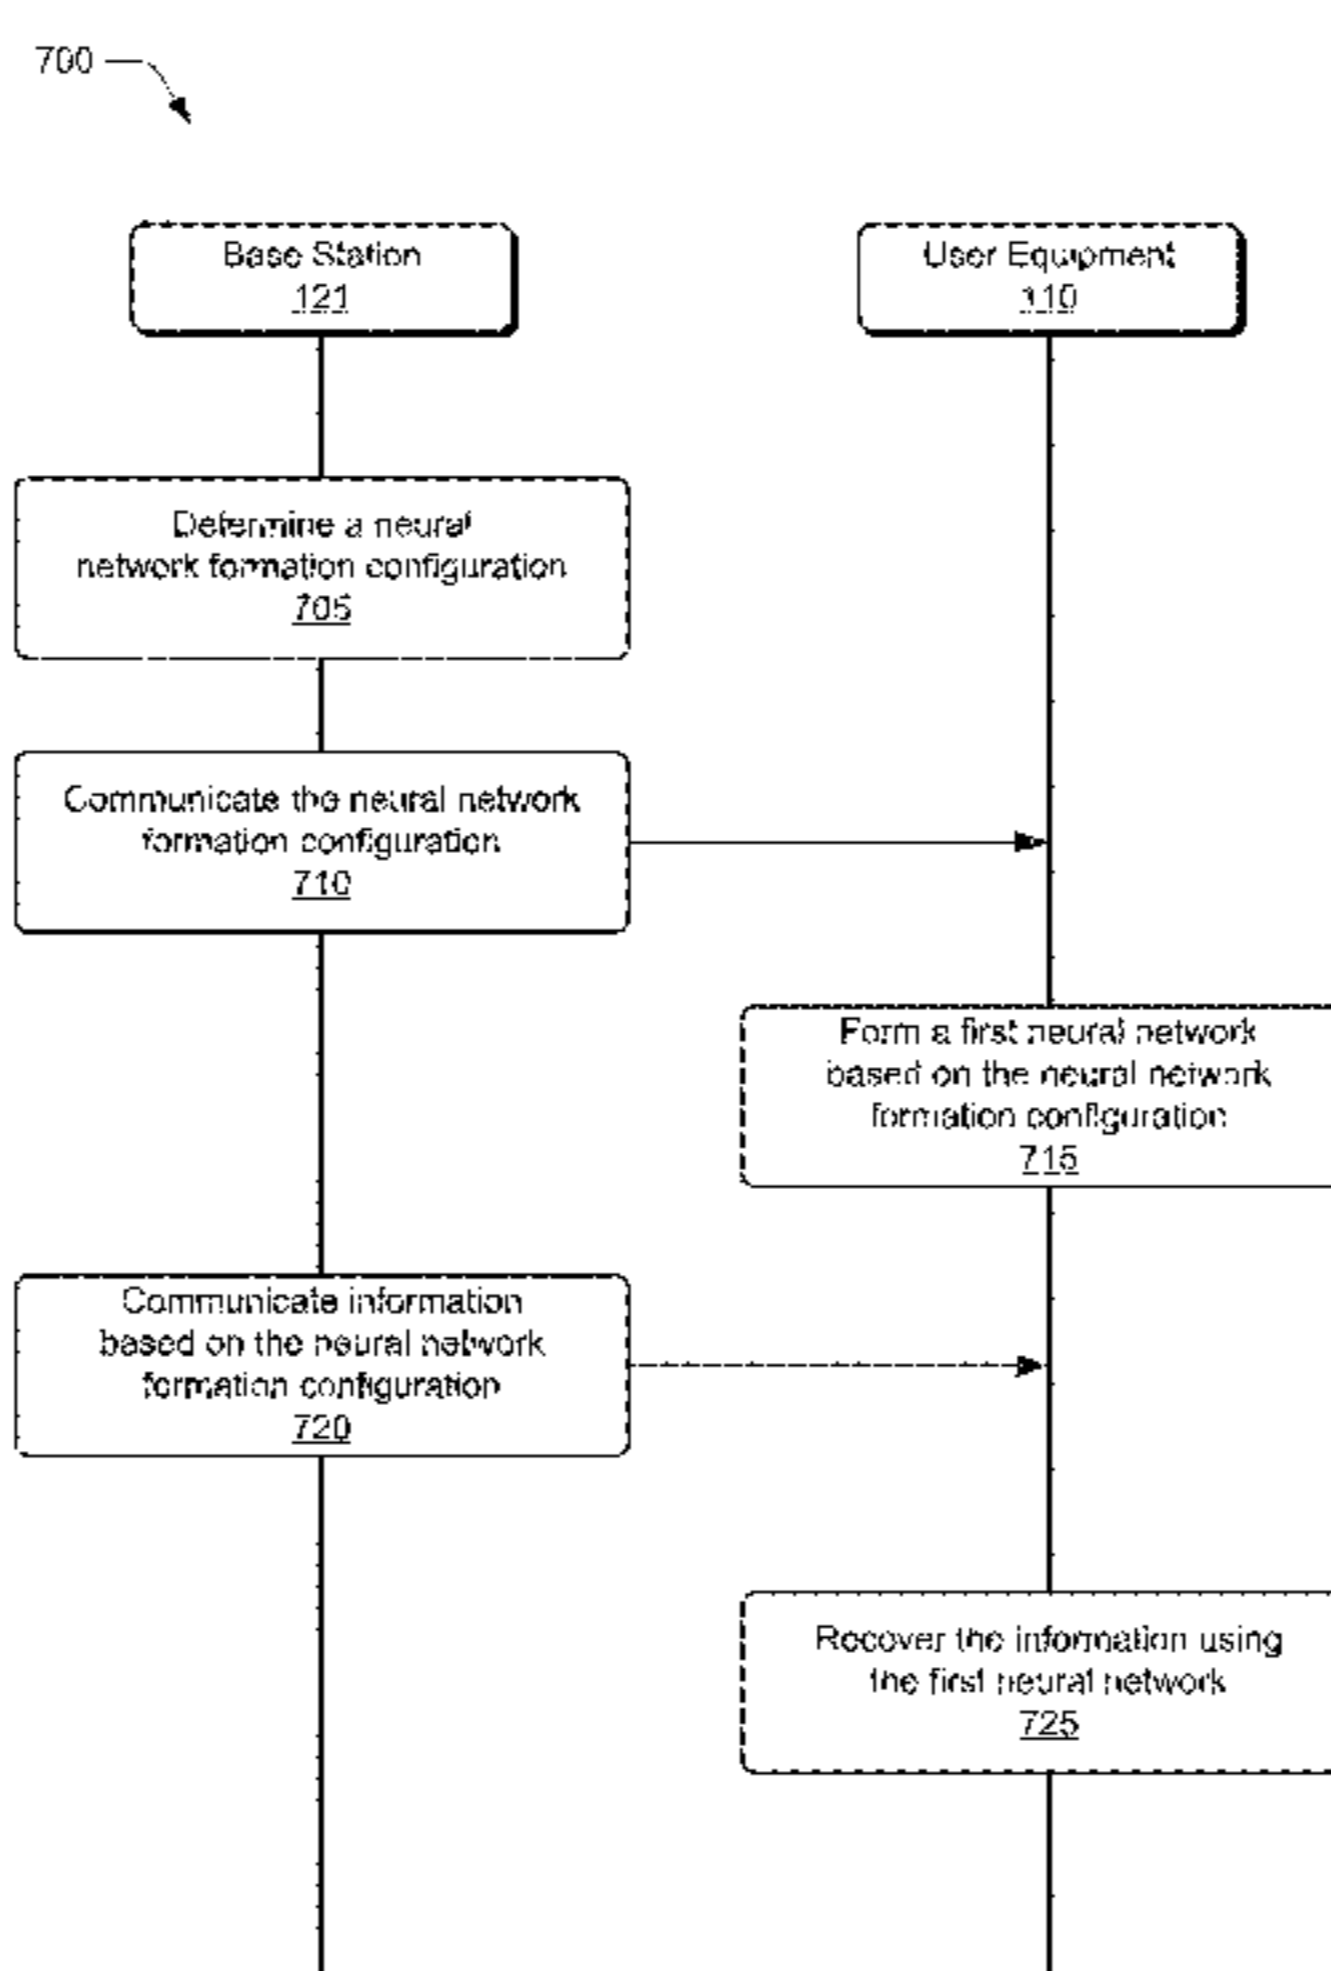 700
Base Station
121
User Equipment
110
Determine a neural
network formation configuration
705
Communicate the neural network
formation configuration
710
Form a first neural network
based on the neural network
formation configuration
715
Communicate information
based on the neural network
formation configuration
720
Recover the information using
the first neural network
725